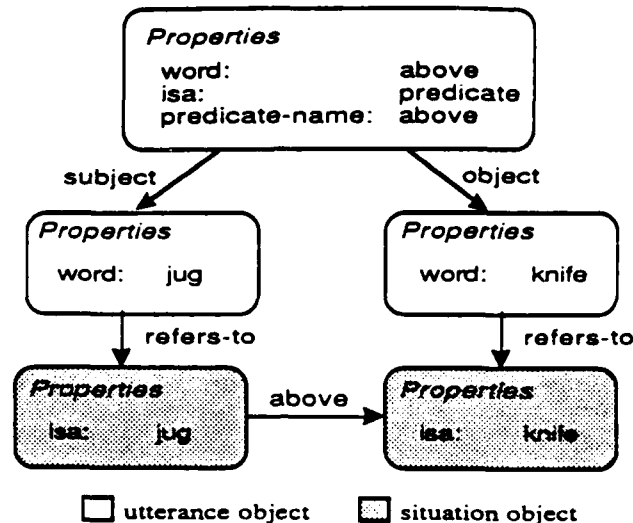 Properties
word: above
isa: predicate
predicate-name: above
subject object
Properties
word: jug
Properties
word: knife
refers-to refers-to
Properties
isa: jug
above
Properties
isa: knife
utterance object situation object